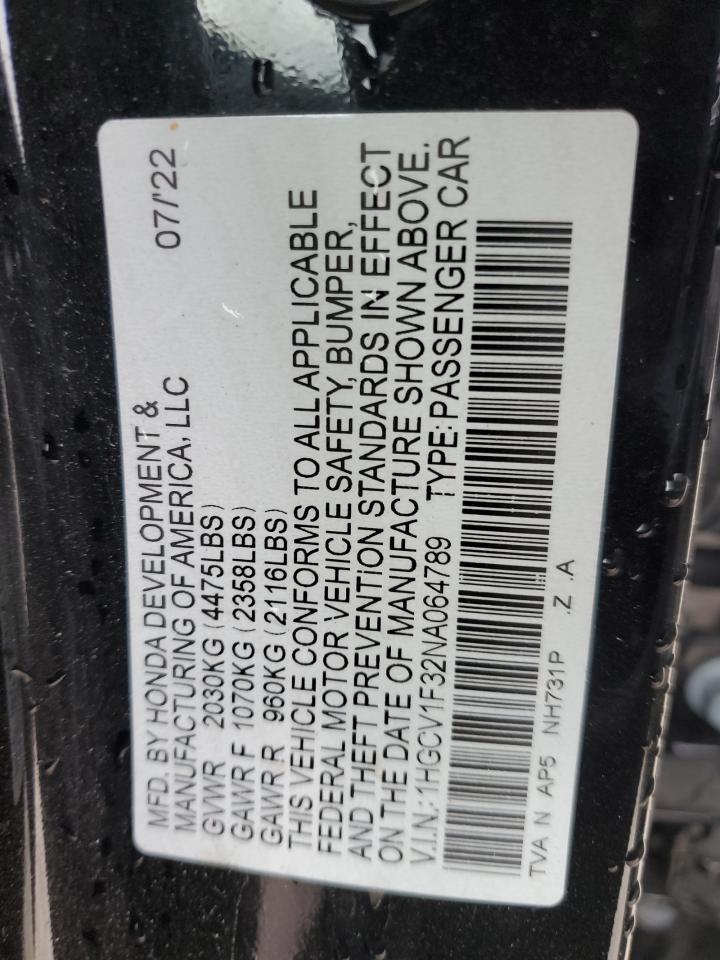 MFD. BY HONDA DEVELOPMENT & 07/'22
MANUFACTURING OF AMERICA, LLC
GVWR 2030KG (4475LBS)
GAWR F 1070KG (2358LBS)
GAWR R 960KG (2116LBS)
THIS VEHICLE CONFORMS TO ALL APPLICABLE
FEDERAL MOTOR VEHICLE SAFETY, BUMPER,
AND THEFT PREVENTION STANDARDS IN EFFECT
ON THE DATE OF MANUFACTURE SHOWN ABOVE.
V.I.N.: 1HGCV1F32NA064789 TYPE: PASSENGER CAR
TVA N AP5 NH731P .Z .A